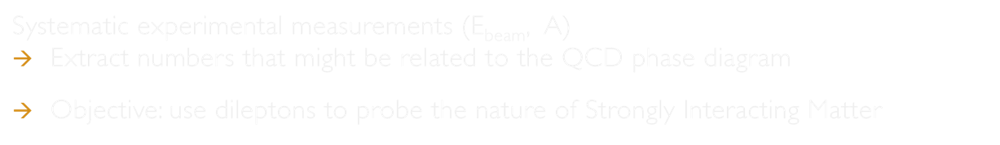 Systematic experimental measurements (Ebeam, A)
→ Extract numbers that might be related to the QCD phase diagram
→ Objective: use dileptons to probe the nature of Strongly Interacting Matter